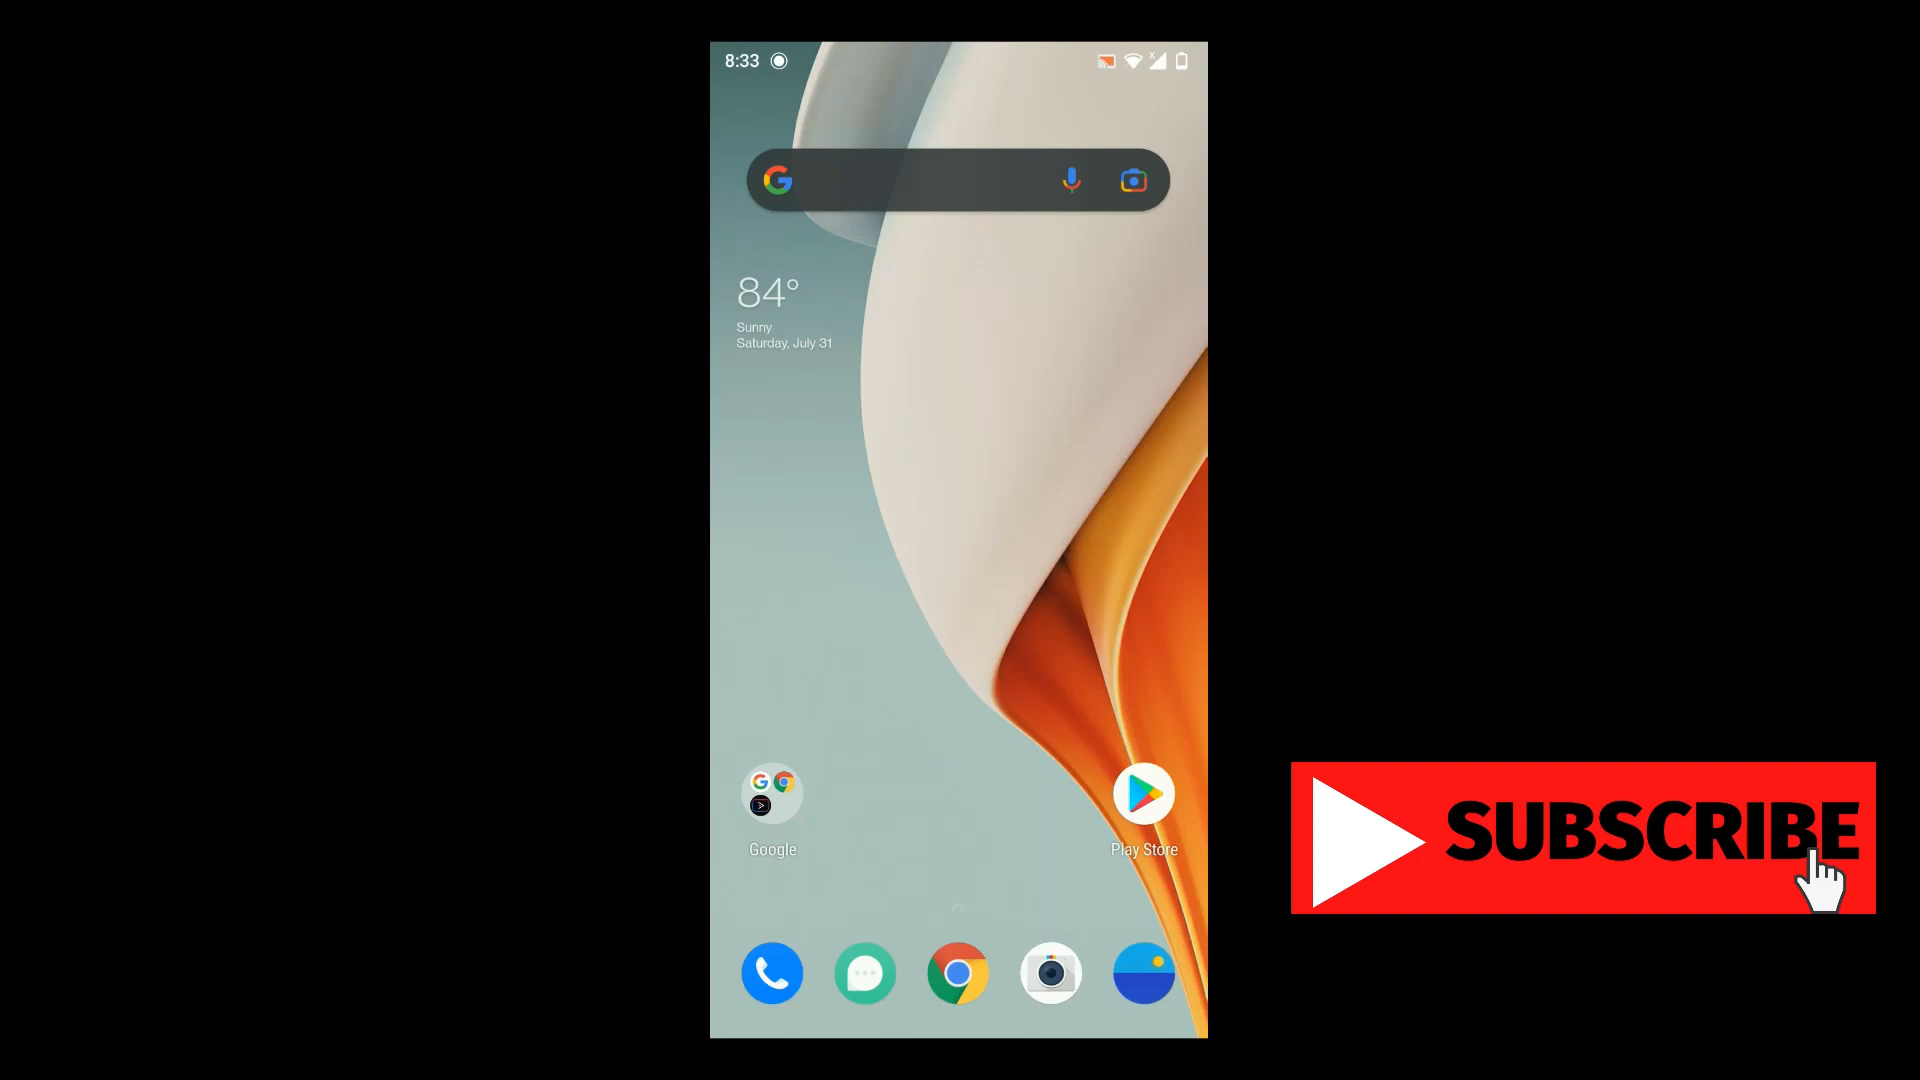 8:33
84°
Sunny
Saturday, July 31
Google
Play Store
SUBSCRIBE